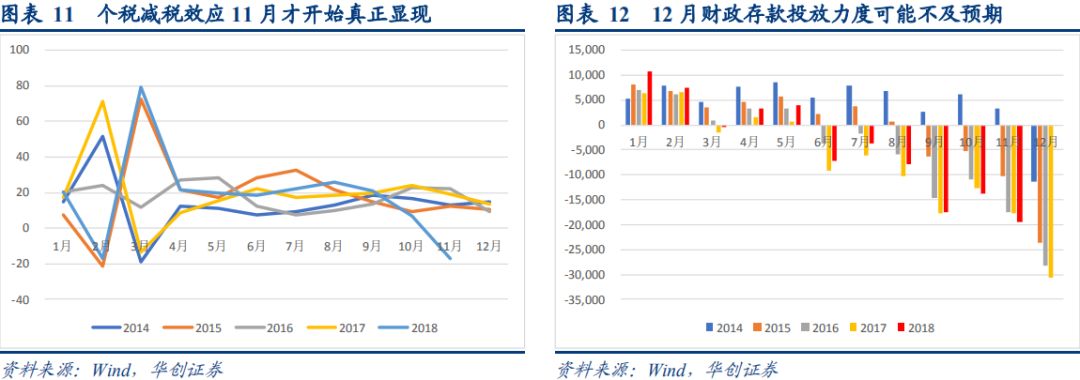 图表 11 个税减税效应 11 月才开始真正显现
100
80
60
40
20
0
-20
-40
1月 2月 3月 4月 5月 6月 7月 8月 9月 10月 11月 12月
2014 2015 2016 2017 2018
资料来源：Wind，华创证券
图表 12 12 月财政存款投放力度可能不及预期
15,000
10,000
5,000
0
-5,000
-10,000
-15,000
-20,000
-25,000
-30,000
-35,000
1月 2月 3月 4月 5月 6月 7月 8月 9月 10月 11月 12月
2014 2015 2016 2017 2018
资料来源：Wind，华创证券